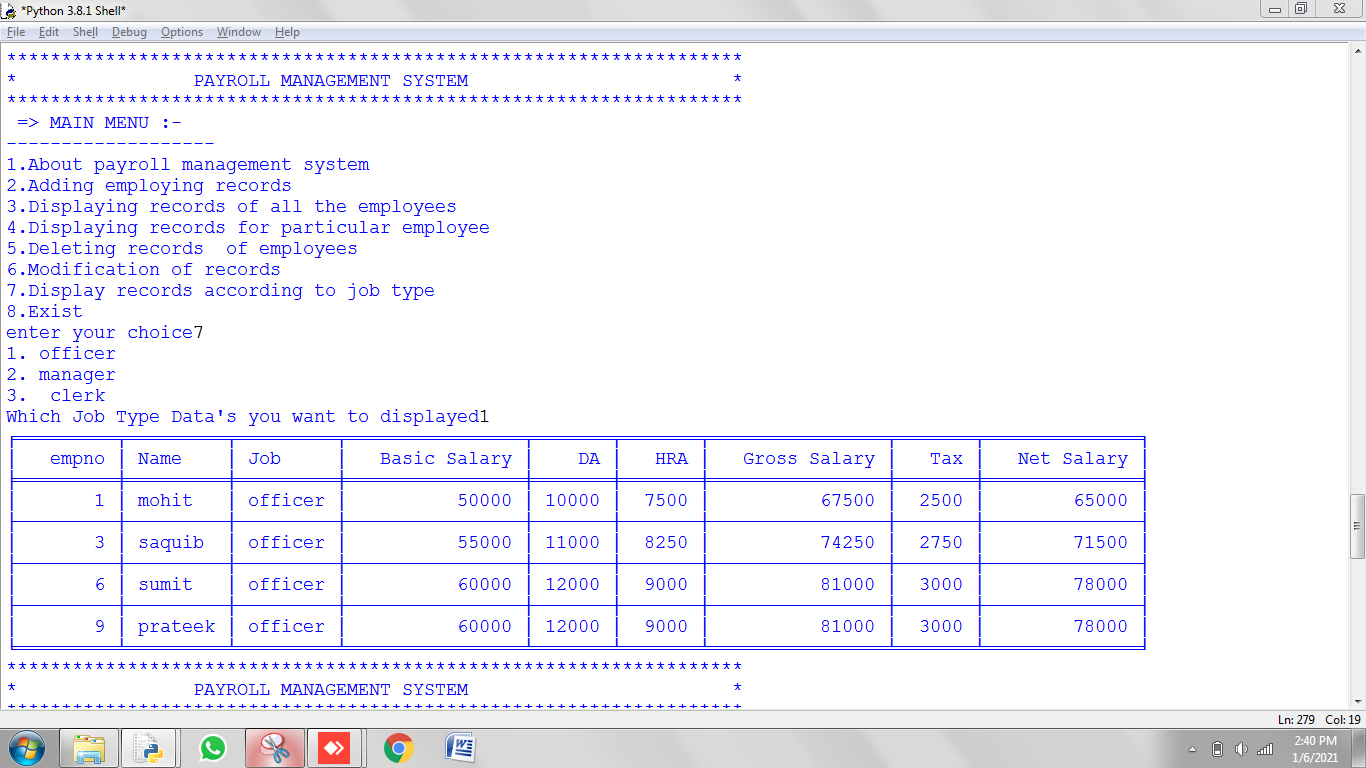 *Python 3.8.1 Shell*
File Edit Shell Debug Options Window Help
*******************************************************************
* PAYROLL MANAGEMENT SYSTEM *
*******************************************************************
=> MAIN MENU :-
-------------------
1.About payroll management system
2.Adding employing records
3.Displaying records of all the employees
4.Displaying records for particular employee
5.Deleting records  of employees
6.Modification of records
7.Display records according to job type
8.Exist
enter your choice7
1. officer
2. manager
3.  clerk
Which Job Type Data's you want to displayed1
empno Name Job Basic Salary DA HRA Gross Salary Tax Net Salary
1 mohit officer 50000 10000 7500 67500 2500 65000
3 saquib officer 55000 11000 8250 74250 2750 71500
6 sumit officer 60000 12000 9000 81000 3000 78000
9 prateek officer 60000 12000 9000 81000 3000 78000
*******************************************************************
* PAYROLL MANAGEMENT SYSTEM *
*******************************************************************
Ln: 279 Col: 19
2:40 PM
1/6/2021